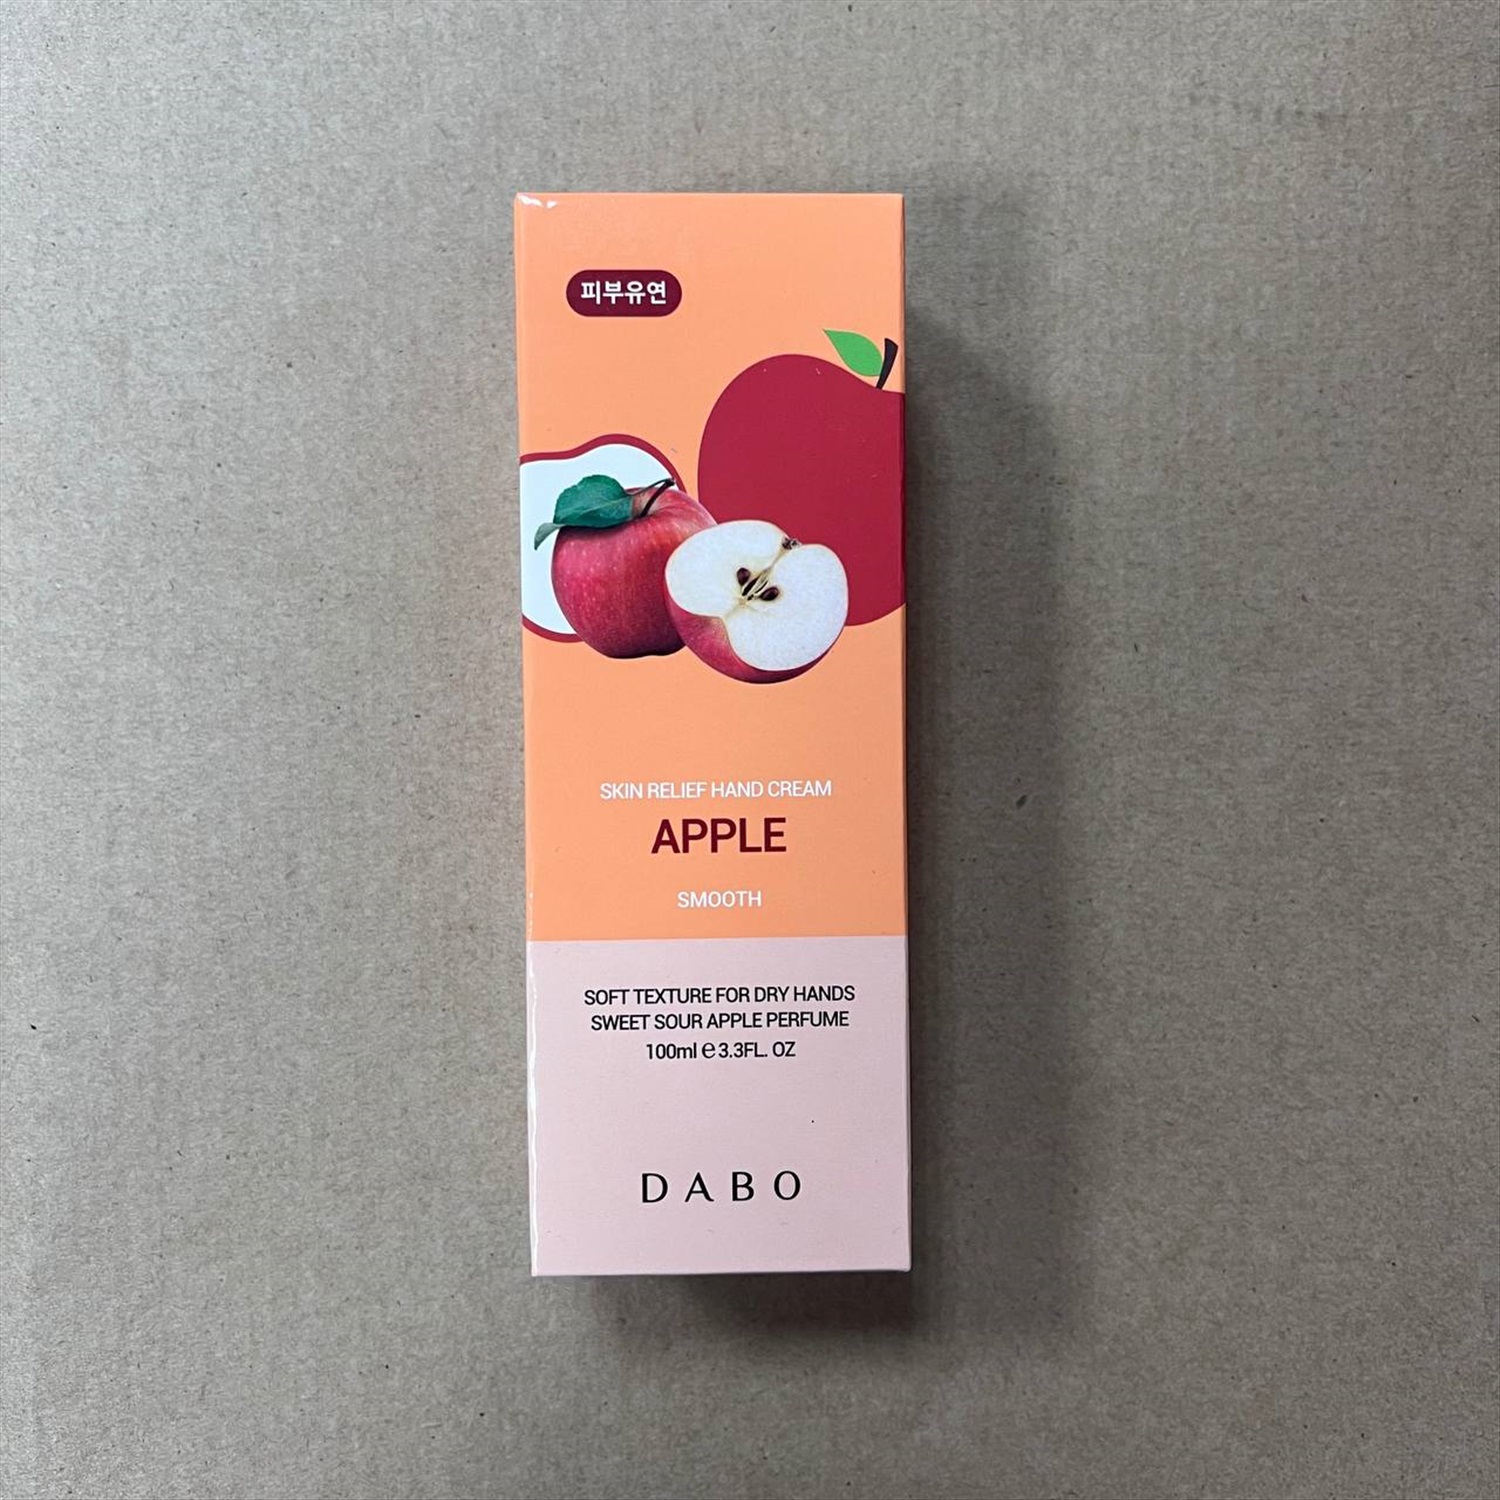 피부유연
SKIN RELIEF HAND CREAM
APPLE
SMOOTH
SOFT TEXTURE FOR DRY HANDS
SWEET SOUR APPLE PERFUME
100ml ℮ 3.3FL. OZ
DABO